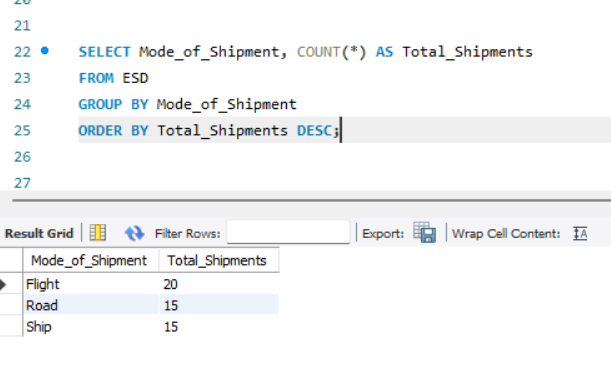 20
21
22 SELECT Mode_of_Shipment, COUNT(*) AS Total_Shipments
23 FROM ESD
24 GROUP BY Mode_of_Shipment
25 ORDER BY Total_Shipments DESC;
26
27
Result Grid Filter Rows: Export: Wrap Cell Content: IA
Mode_of_Shipment Total_Shipments
Flight 20
Road 15
Ship 15